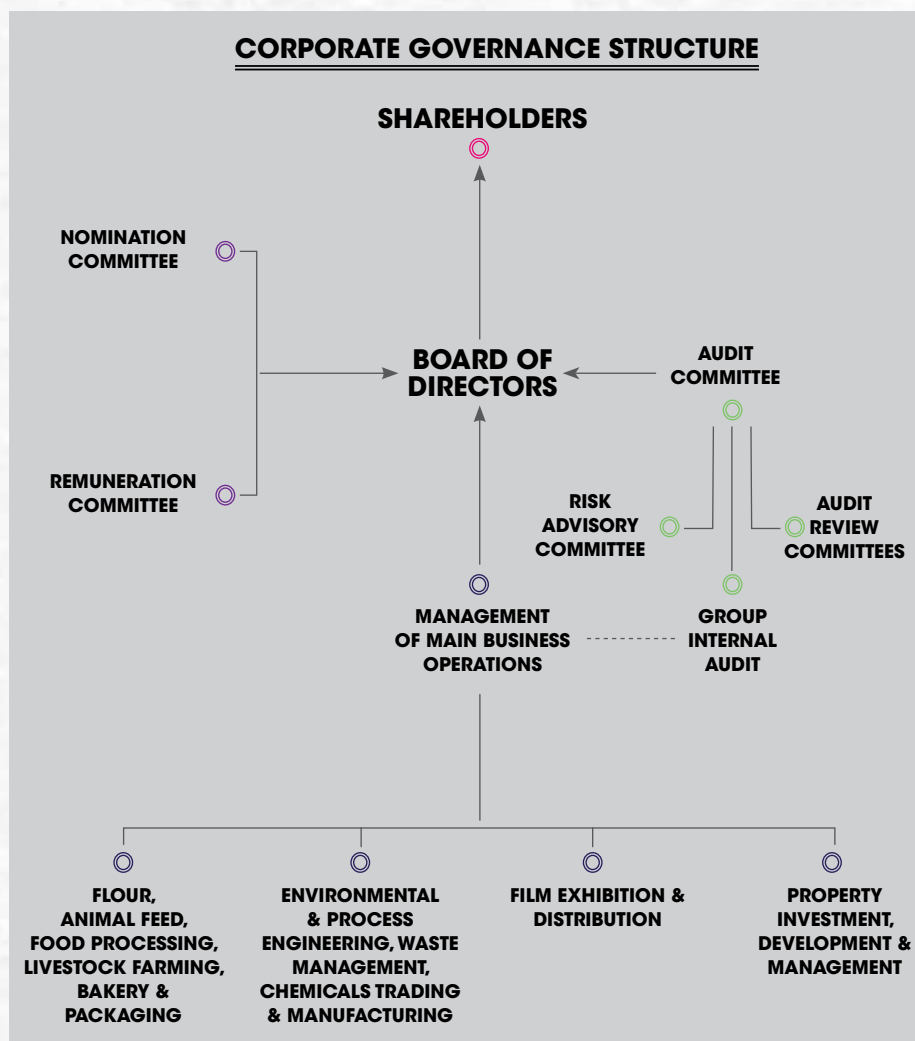 CORPORATE GOVERNANCE STRUCTURE
SHAREHOLDERS
NOMINATION
COMMITTEE
BOARD OF
DIRECTORS
AUDIT
COMMITTEE
REMUNERATION
COMMITTEE
RISK
ADVISORY
COMMITTEE
AUDIT
REVIEW
COMMITTEES
MANAGEMENT
OF MAIN BUSINESS
OPERATIONS
GROUP
INTERNAL
AUDIT
FLOUR,
ANIMAL FEED,
FOOD PROCESSING,
LIVESTOCK FARMING,
BAKERY &
PACKAGING
ENVIRONMENTAL
& PROCESS
ENGINEERING, WASTE
MANAGEMENT,
CHEMICALS TRADING
& MANUFACTURING
FILM EXHIBITION &
DISTRIBUTION
PROPERTY
INVESTMENT,
DEVELOPMENT &
MANAGEMENT